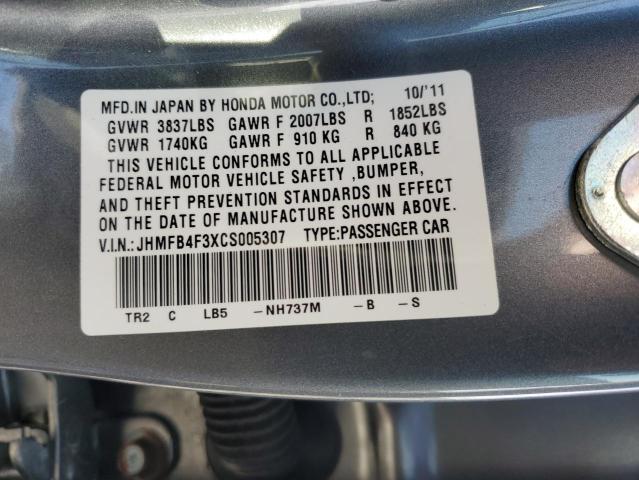 MFD.IN JAPAN BY HONDA MOTOR CO.,LTD; 10/'11
GVWR 3837LBS GAWR F 2007LBS R 1852LBS
GVWR 1740KG GAWR F 910 KG R 840 KG
THIS VEHICLE CONFORMS TO ALL APPLICABLE
FEDERAL MOTOR VEHICLE SAFETY ,BUMPER,
AND THEFT PREVENTION STANDARDS IN EFFECT
ON THE DATE OF MANUFACTURE SHOWN ABOVE.
V.I.N.: JHMFB4F3XCS005307 TYPE:PASSENGER CAR
TR2 C LB5 –NH737M –B –S